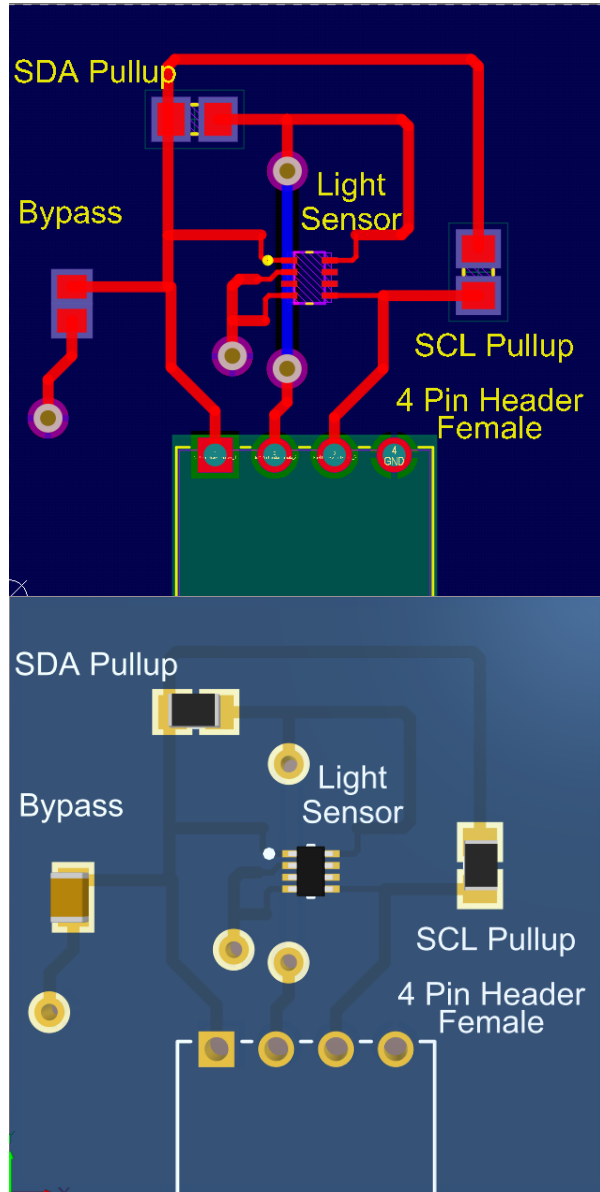 SDA Pullup
Light
Sensor
Bypass
SCL Pullup
4 Pin Header
Female
4
GND
SDA Pullup
Light
Sensor
Bypass
SCL Pullup
4 Pin Header
Female